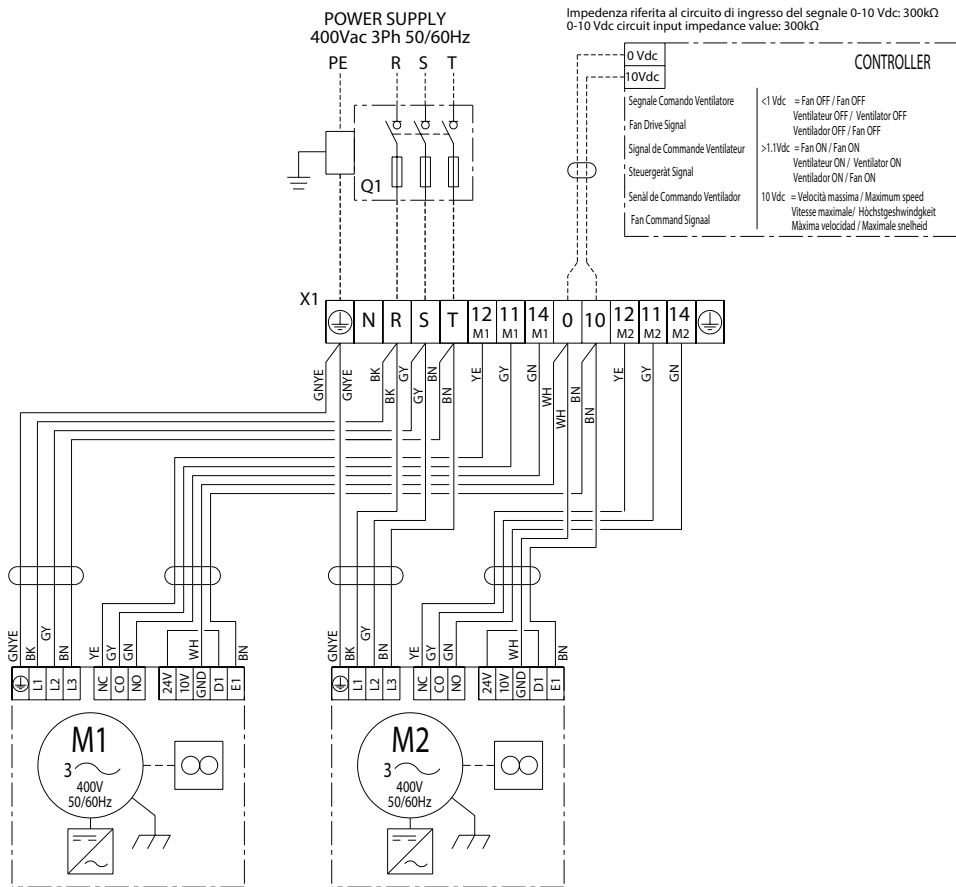 Impedenza riferita al circuito di ingresso del segnale 0-10 Vdc: 300kΩ
0-10 Vdc circuit input impedance value: 300kΩ
POWER SUPPLY
400Vac 3Ph 50/60Hz
PE R S T
0 Vdc
10Vdc
CONTROLLER
Segnale Comando Ventilatore
Fan Drive Signal
Signal de Commande Ventilateur
Steuergeràt Signal
Senàl de Commando Ventilador
Fan Command Signaal
<1 Vdc = Fan OFF / Fan OFF
Ventilateur OFF / Ventilator OFF
Ventilador OFF / Fan OFF
>1.1Vdc = Fan ON / Fan ON
Ventilateur ON / Ventilator ON
Ventilador ON / Fan ON
10 Vdc = Velocità massima / Maximum speed
Vitesse maximale/ Höchstgeshwindgkeit
Màxima velocidad / Maximale snelheid
Q1
X1
N R S T 12 11 14 0 10 12 11 14
M1 M1 M1 M2 M2 M2
GNYE GNYE BK BK GY GY BN BN YE GY GN WH WH BN BN YE GY GN
GNYE BK GY BN YE GY GN WH BN
GNYE BK GY BN YE GY GN WH BN
L1 L2 L3 NC CO NO 24V 10V GND D1 E1
L1 L2 L3 NC CO NO 24V 10V GND D1 E1
M1
3
400V
50/60Hz
M2
3
400V
50/60Hz